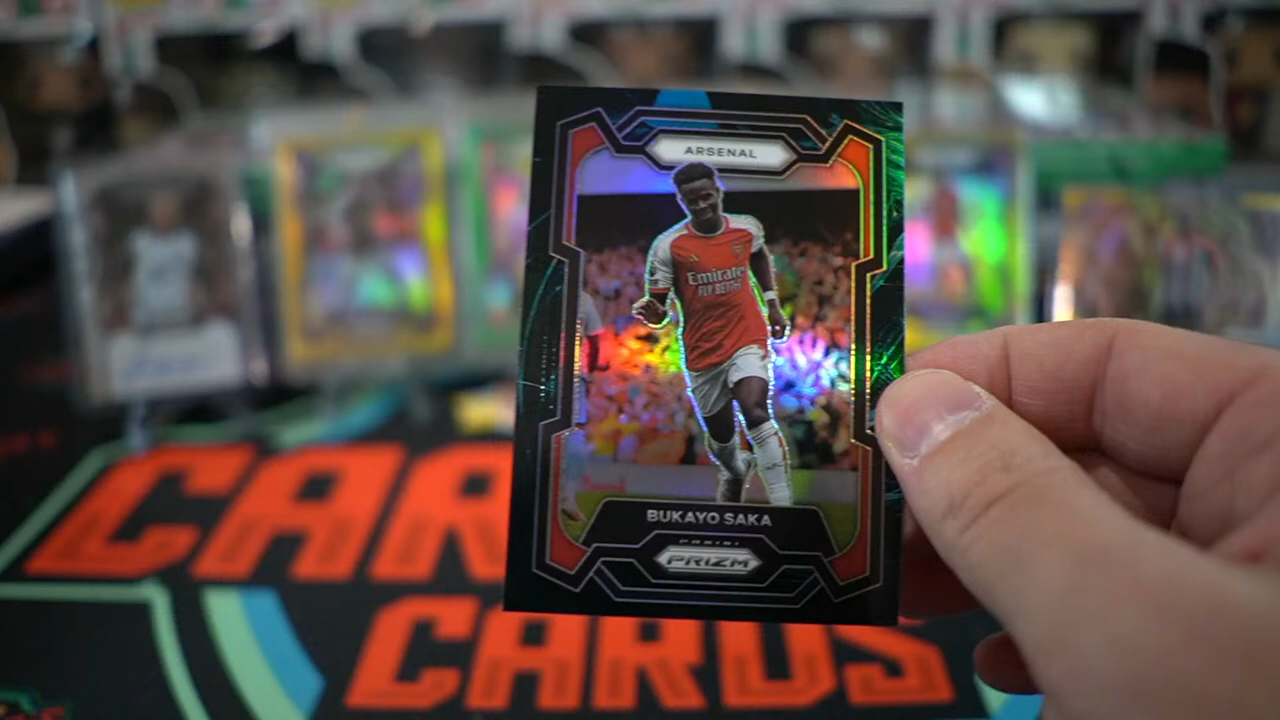 ARSENAL
Emirates
FLY BETTER
BUKAYO SAKA
PANINI
PRIZM
CAR
CARDS